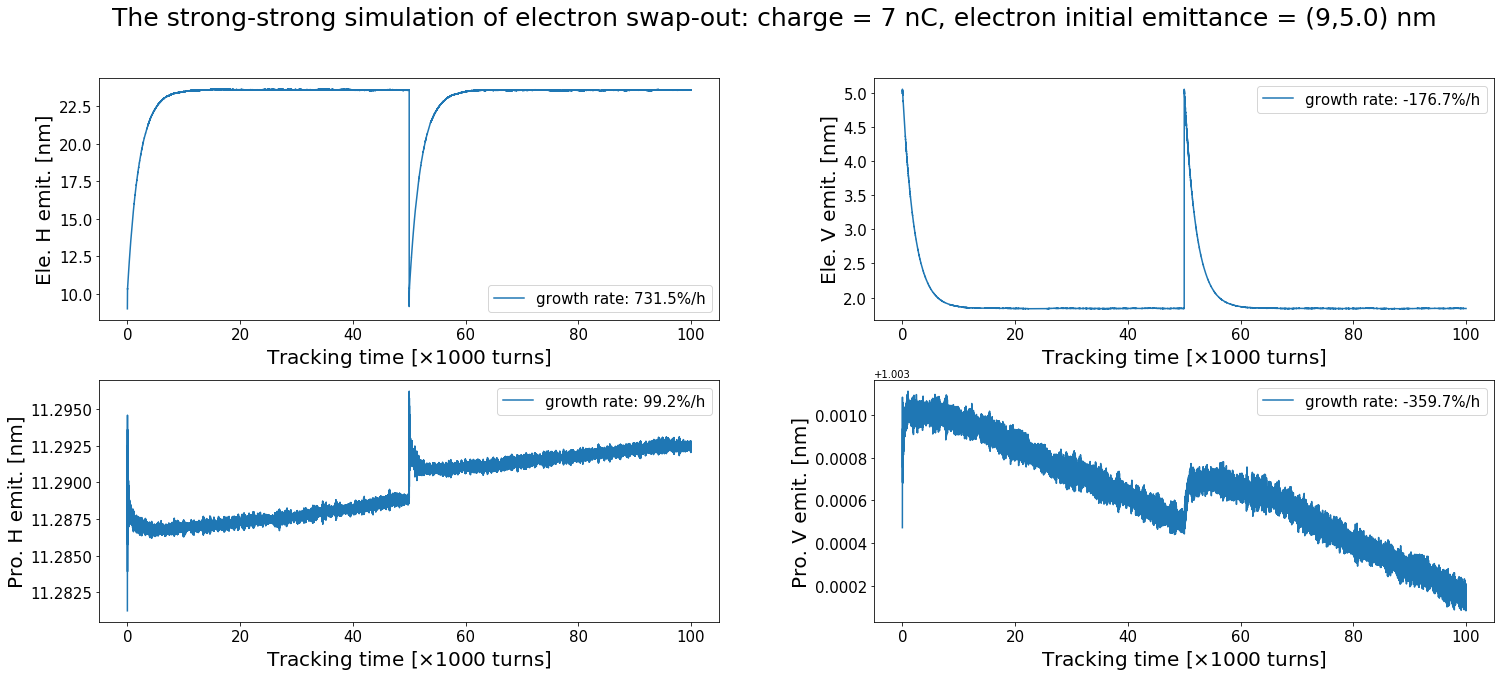 The strong-strong simulation of electron swap-out: charge = 7 nC, electron initial emittance = (9,5.0) nm
Ele. H emit. [nm]
22.5
20.0
17.5
15.0
12.5
10.0
growth rate: 731.5%/h
0 20 40 60 80 100
Tracking time [×1000 turns]
Ele. V emit. [nm]
5.0
4.5
4.0
3.5
3.0
2.5
2.0
growth rate: -176.7%/h
0 20 40 60 80 100
Tracking time [×1000 turns]
Pro. H emit. [nm]
11.2950
11.2925
11.2900
11.2875
11.2850
11.2825
growth rate: 99.2%/h
0 20 40 60 80 100
Tracking time [×1000 turns]
+1.003
Pro. V emit. [nm]
0.0010
0.0008
0.0006
0.0004
0.0002
growth rate: -359.7%/h
0 20 40 60 80 100
Tracking time [×1000 turns]